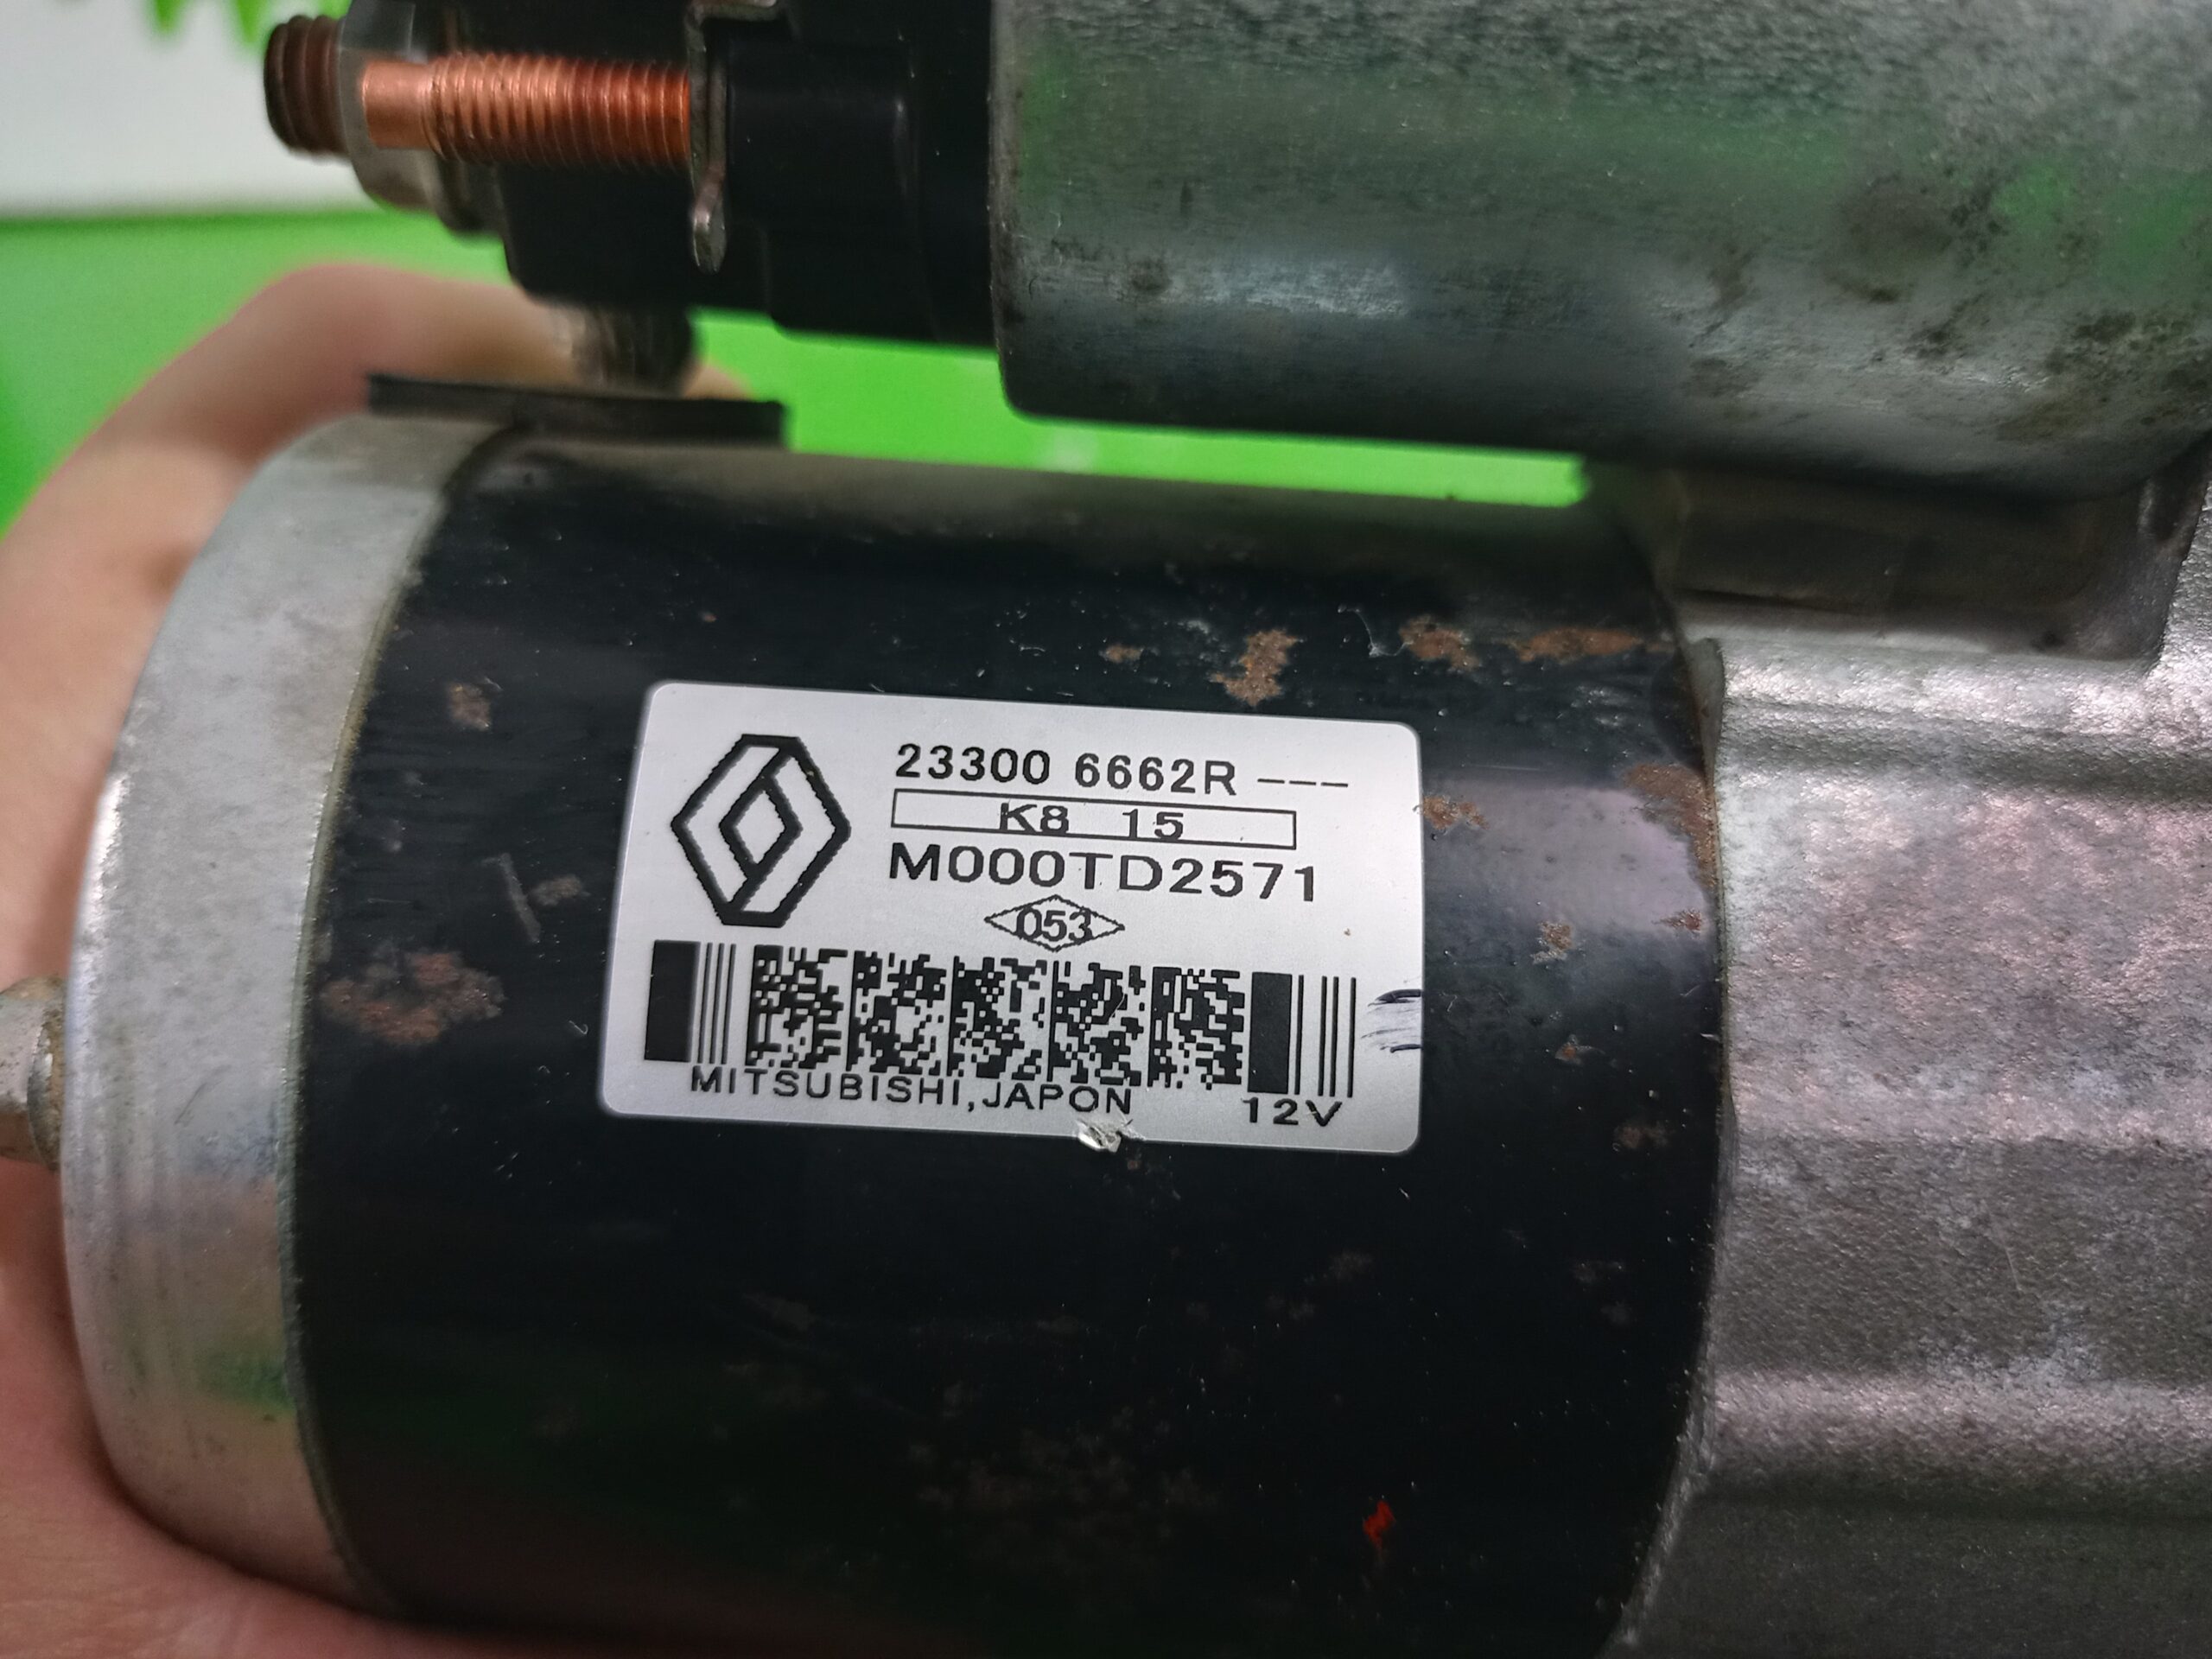 23300 6662R ---
K8 15
M000TD2571
053
MITSUBISHI,JAPON
12V